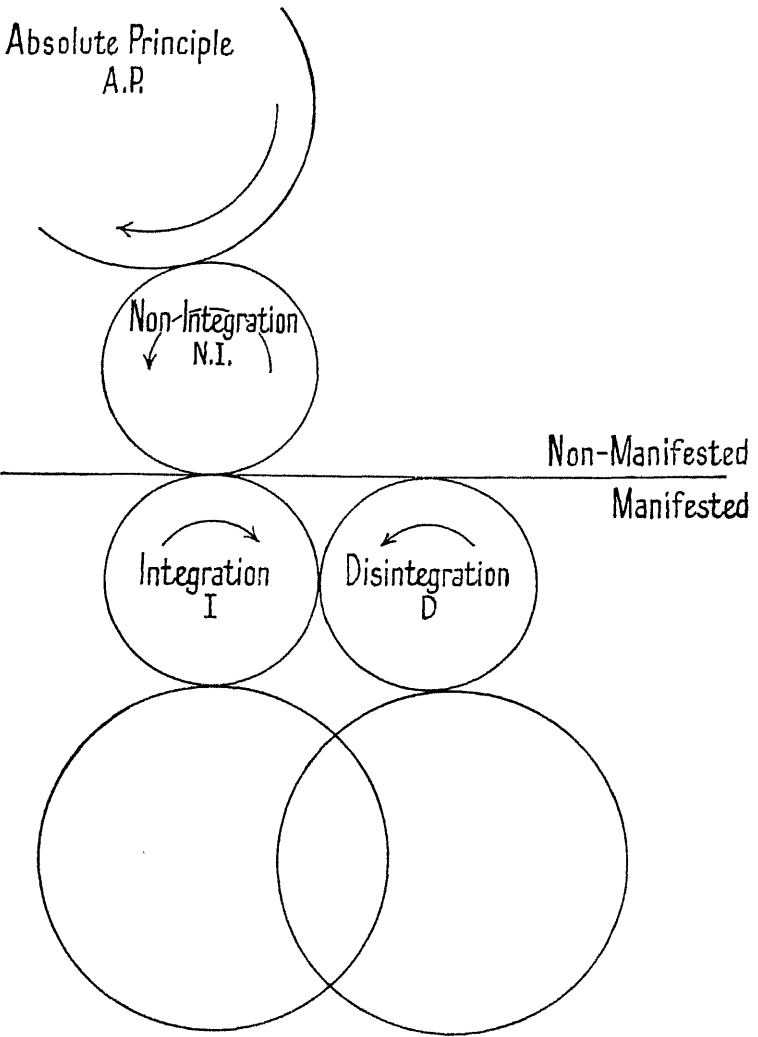 Absolute Principle
A.P.
Non-Integration
N.I.
Non-Manifested
Manifested
Integration
I
Disintegration
D